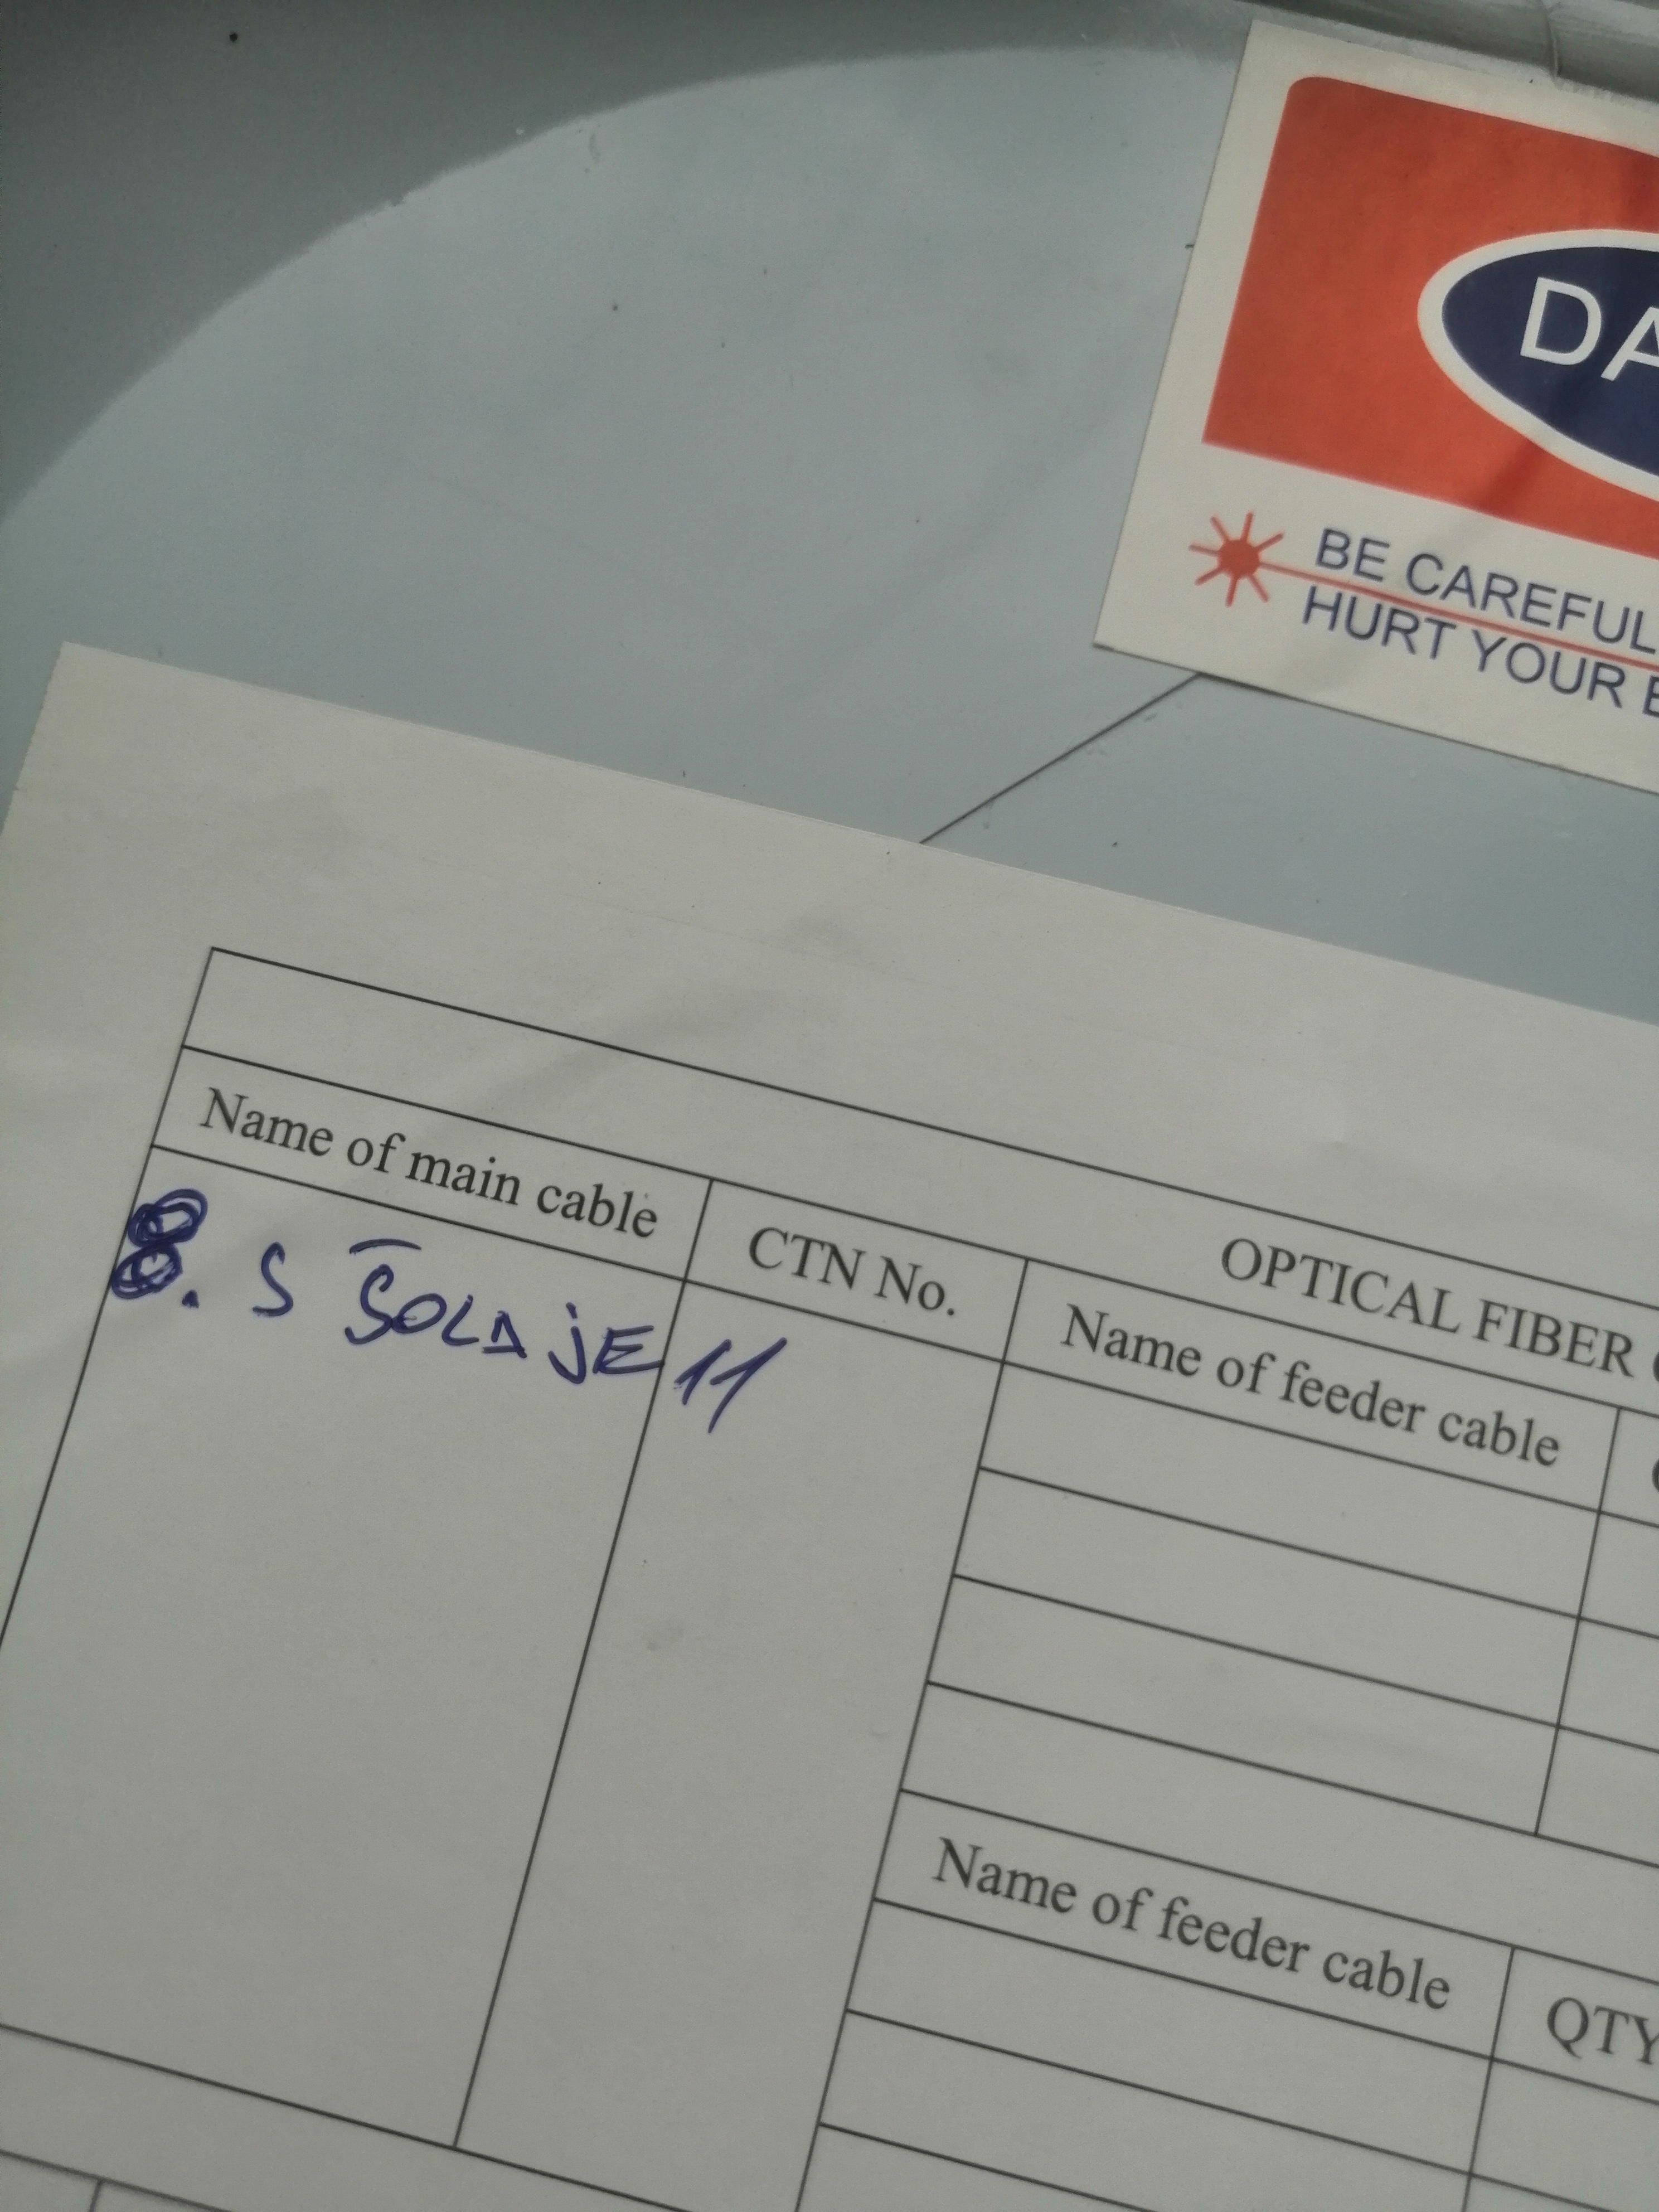 DA
BE CAREFUL
HURT YOUR E
OPTICAL FIBER
Name of main cable
CTN No.
Name of feeder cable
8. S ŠOLAJE 11
Name of feeder cable
QTY